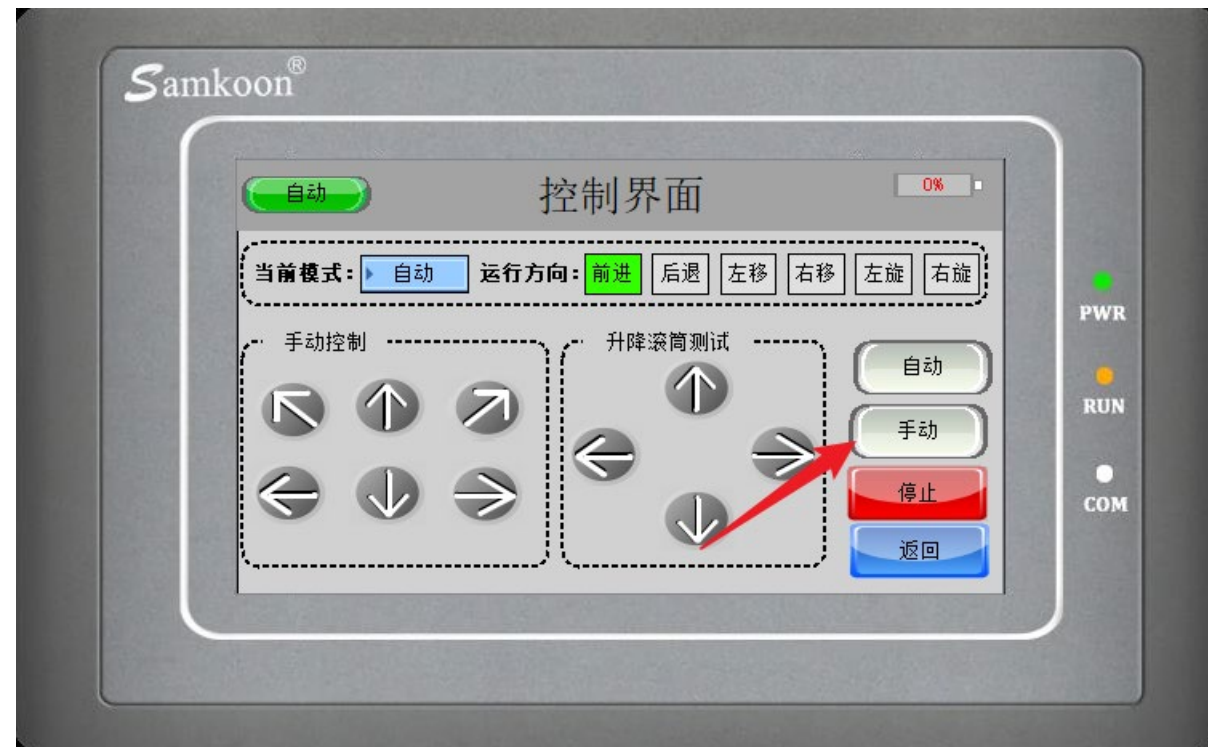 Samkoon®
自动 控制界面 0%
当前模式: 自动 运行方向: 前进 后退 左移 右移 左旋 右旋
PWR
手动控制 升降滚筒测试
自动
RUN
手动
停止
COM
返回